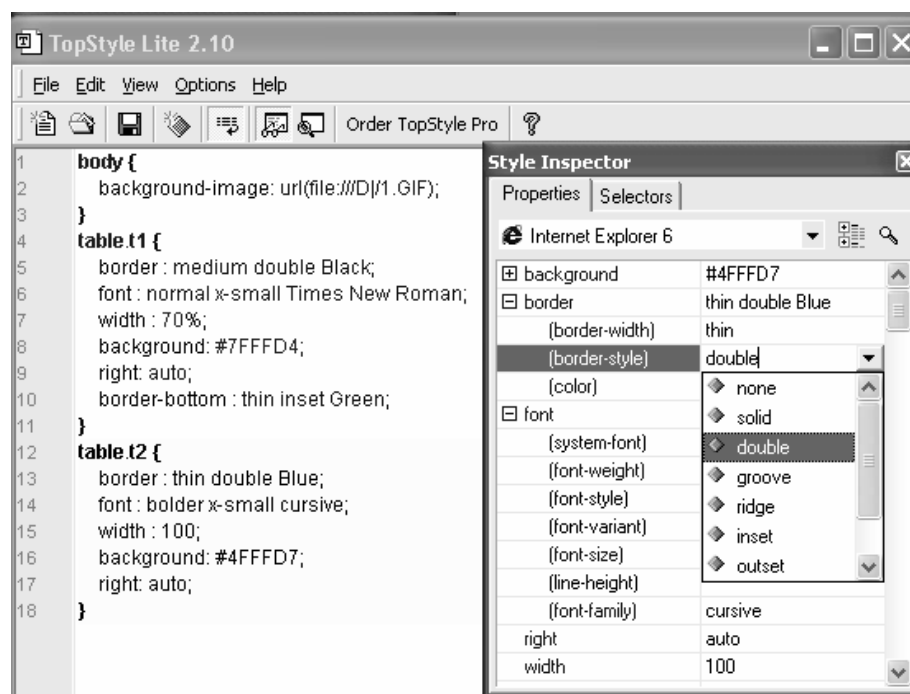 TopStyle Lite 2.10
File Edit View Options Help
Order TopStyle Pro
1 body {
2 background-image: url(file:///D|/1.GIF);
3 }
4 table.t1 {
5 border : medium double Black;
6 font : normal x-small Times New Roman;
7 width : 70%;
8 background: #7FFFD4;
9 right: auto;
10 border-bottom : thin inset Green;
11 }
12 table.t2 {
13 border : thin double Blue;
14 font : bolder x-small cursive;
15 width : 100;
16 background: #4FFFD7;
17 right: auto;
18 }
Style Inspector
Properties Selectors
Internet Explorer 6
background #4FFFD7
border thin double Blue
(border-width) thin
(border-style) double
(color)
none
solid
double
groove
ridge
inset
outset
font
(system-font)
(font-weight)
(font-style)
(font-variant)
(font-size)
(line-height)
(font-family) cursive
right auto
width 100